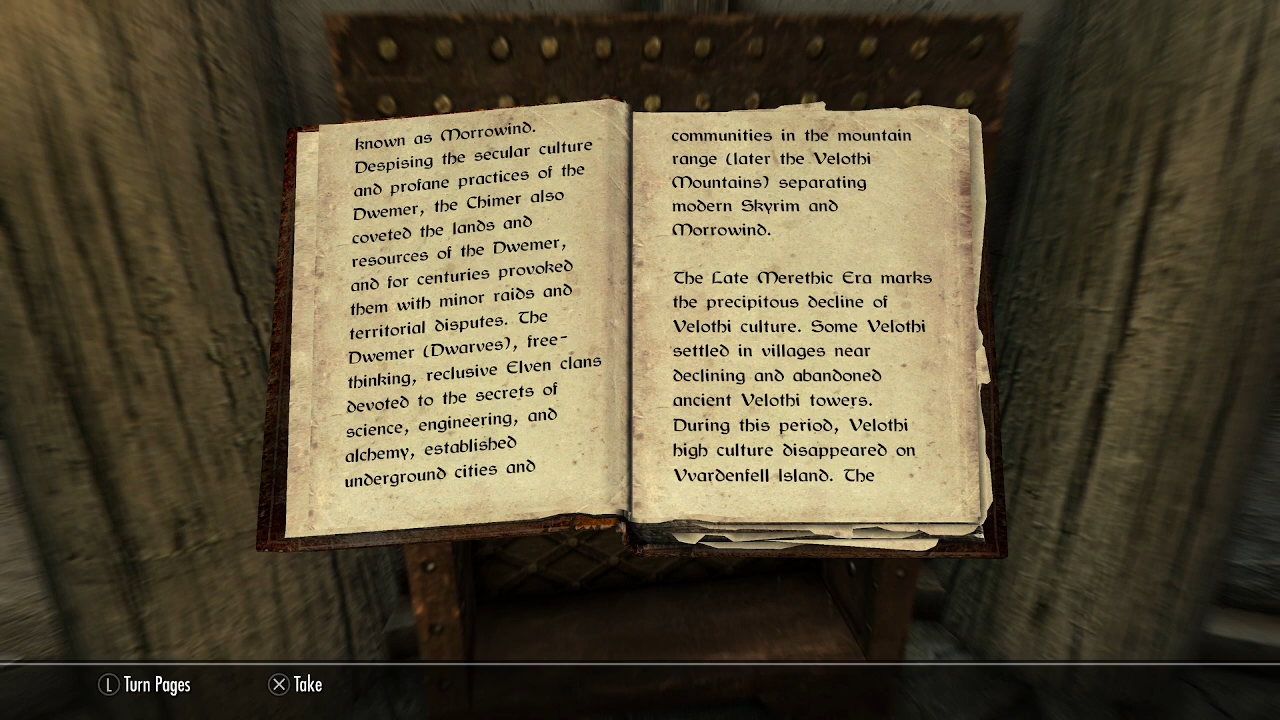 known as Morrowind.
Despising the secular culture
and profane practices of the
Dwemer, the Chimer also
coveted the lands and
resources of the Dwemer,
and for centuries provoked
them with minor raids and
territorial disputes. The
Dwemer (Dwarves), free-
thinking, reclusive Elven clans
devoted to the secrets of
science, engineering, and
alchemy, established
underground cities and
communities in the mountain
range (later the Velothi
Mountains) separating
modern Skyrim and
Morrowind.
The Late Merethic Era marks
the precipitous decline of
Velothi culture. Some Velothi
settled in villages near
declining and abandoned
ancient Velothi towers.
During this period, Velothi
high culture disappeared on
Vvardenfell Island. The
L Turn Pages
X Take